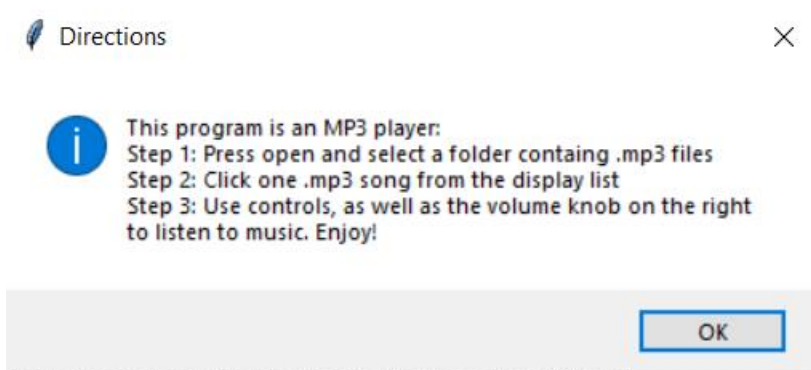 Directions
This program is an MP3 player:
Step 1: Press open and select a folder containg .mp3 files
Step 2: Click one .mp3 song from the display list
Step 3: Use controls, as well as the volume knob on the right
to listen to music. Enjoy!
OK